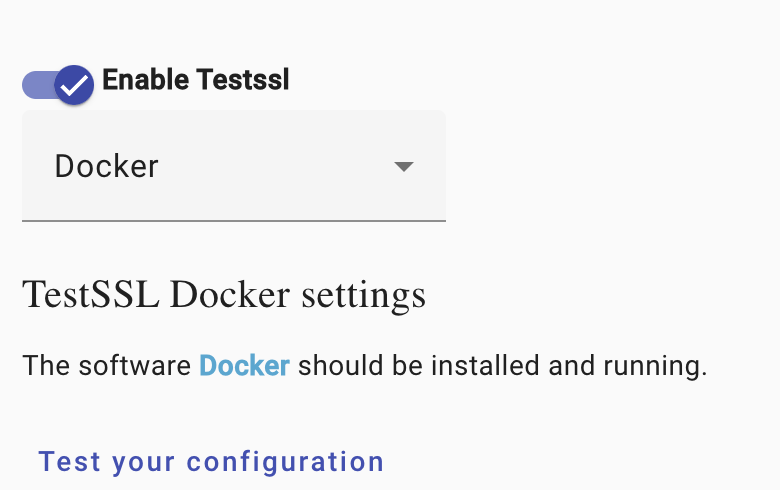 Enable Testssl
Docker
TestSSL Docker settings
The software Docker should be installed and running.
Test your configuration